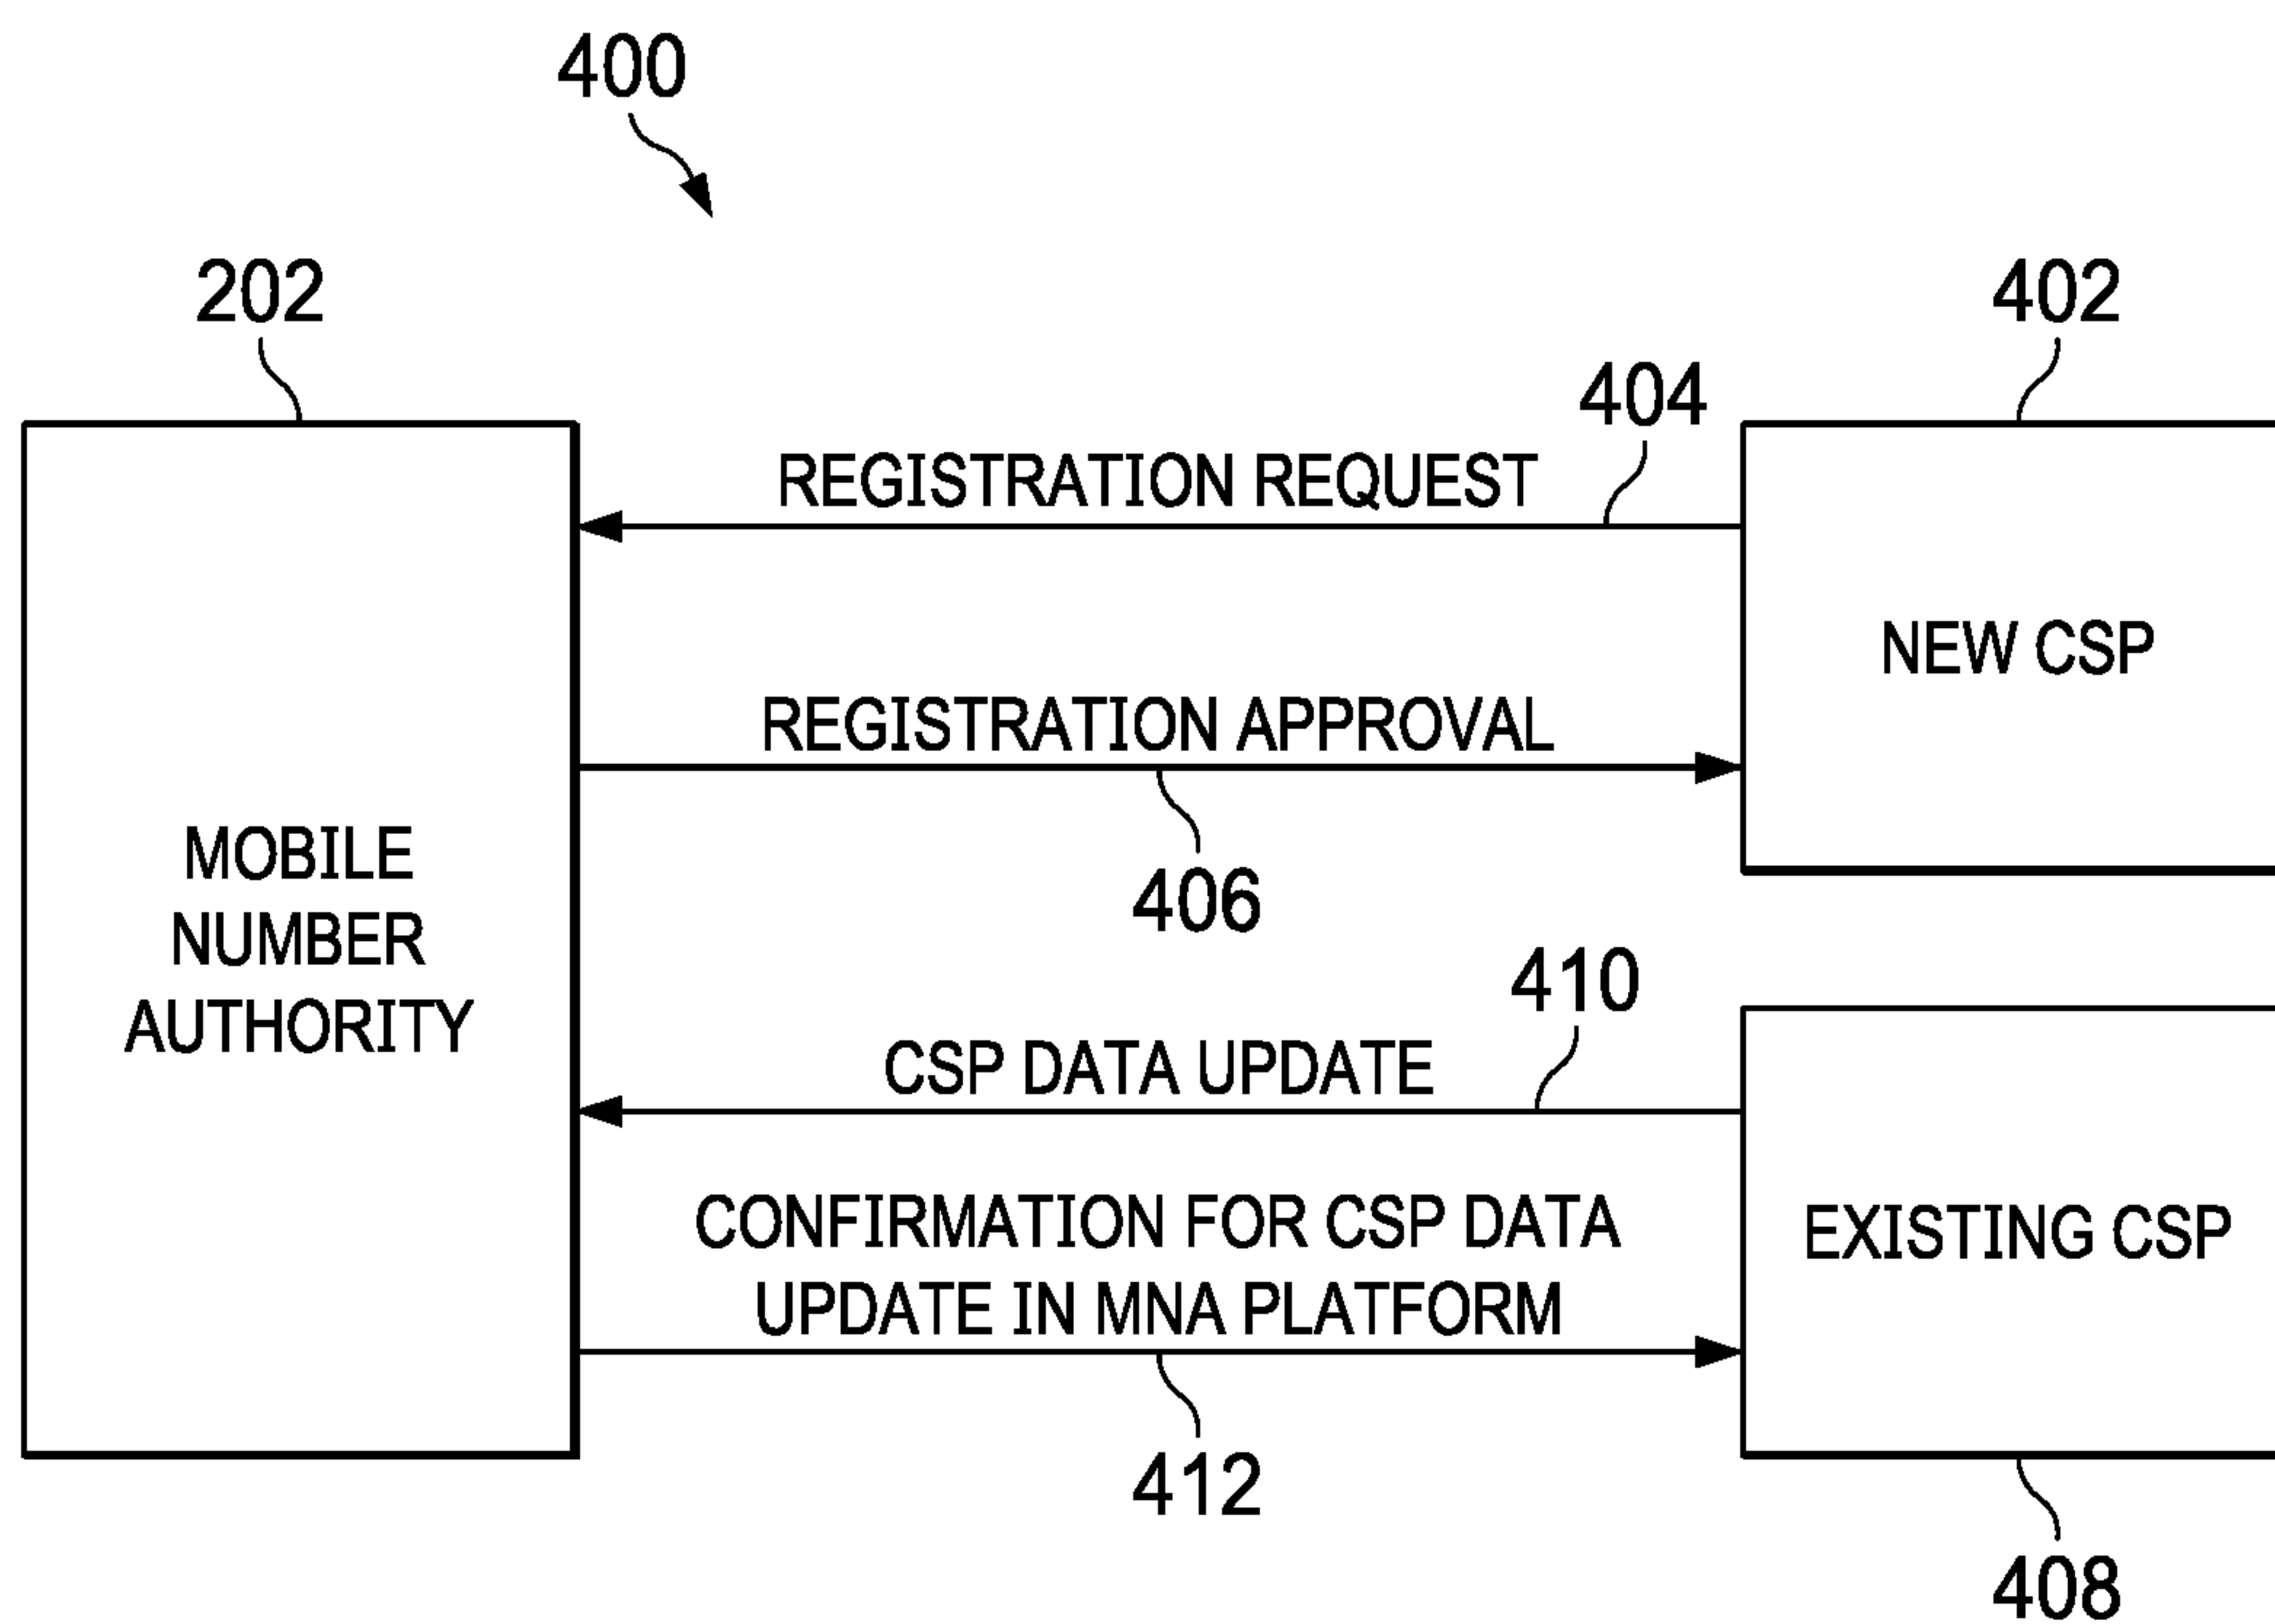 400
202
402
404
REGISTRATION REQUEST
NEW CSP
REGISTRATION APPROVAL
406
MOBILE
NUMBER
AUTHORITY
410
CSP DATA UPDATE
CONFIRMATION FOR CSP DATA
UPDATE IN MNA PLATFORM
EXISTING CSP
412
408